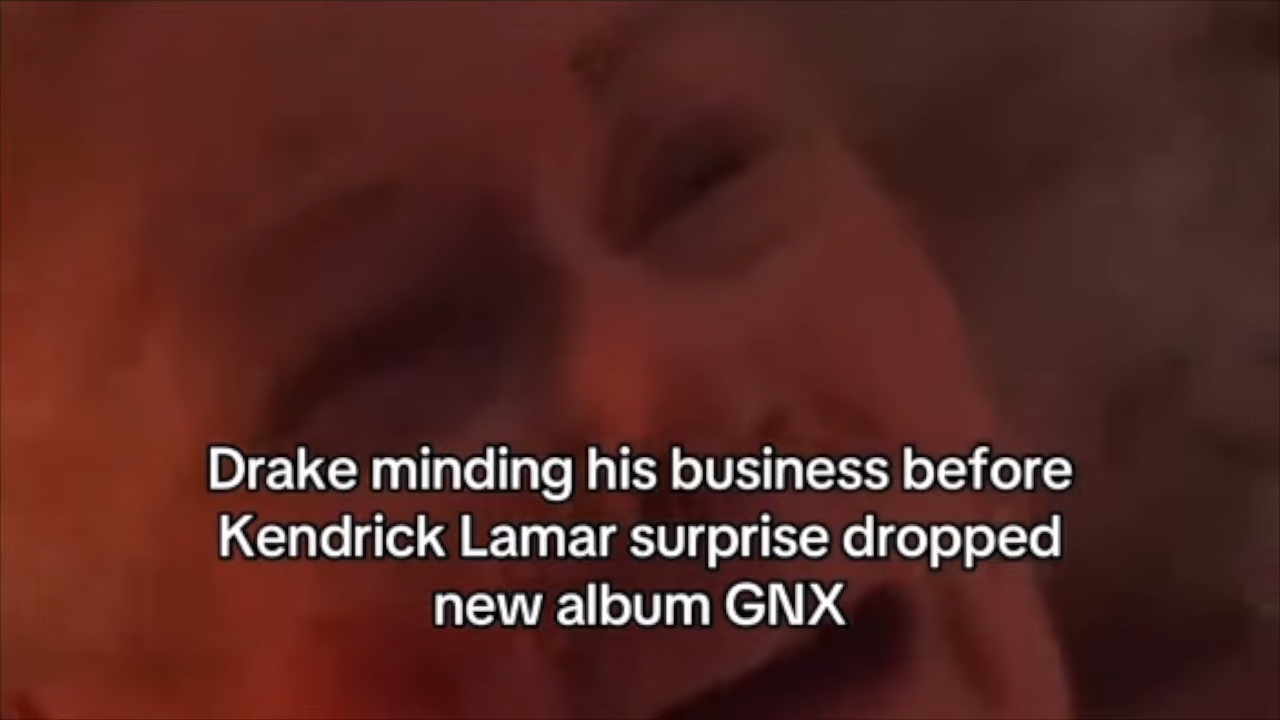 Drake minding his business before
Kendrick Lamar surprise dropped
new album GNX